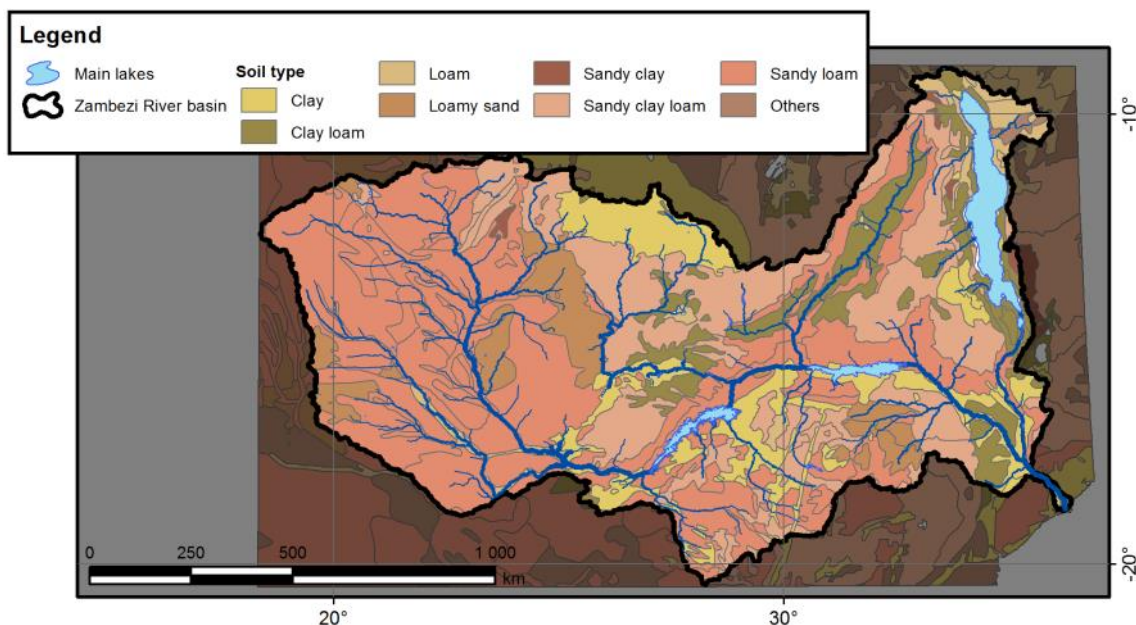 Legend
Main lakes
Zambezi River basin
Soil type
Clay
Clay loam
Loam
Loamy sand
Sandy clay
Sandy clay loam
Sandy loam
Others
-10°
-20°
0 250 500 1 000
km
20° 30°